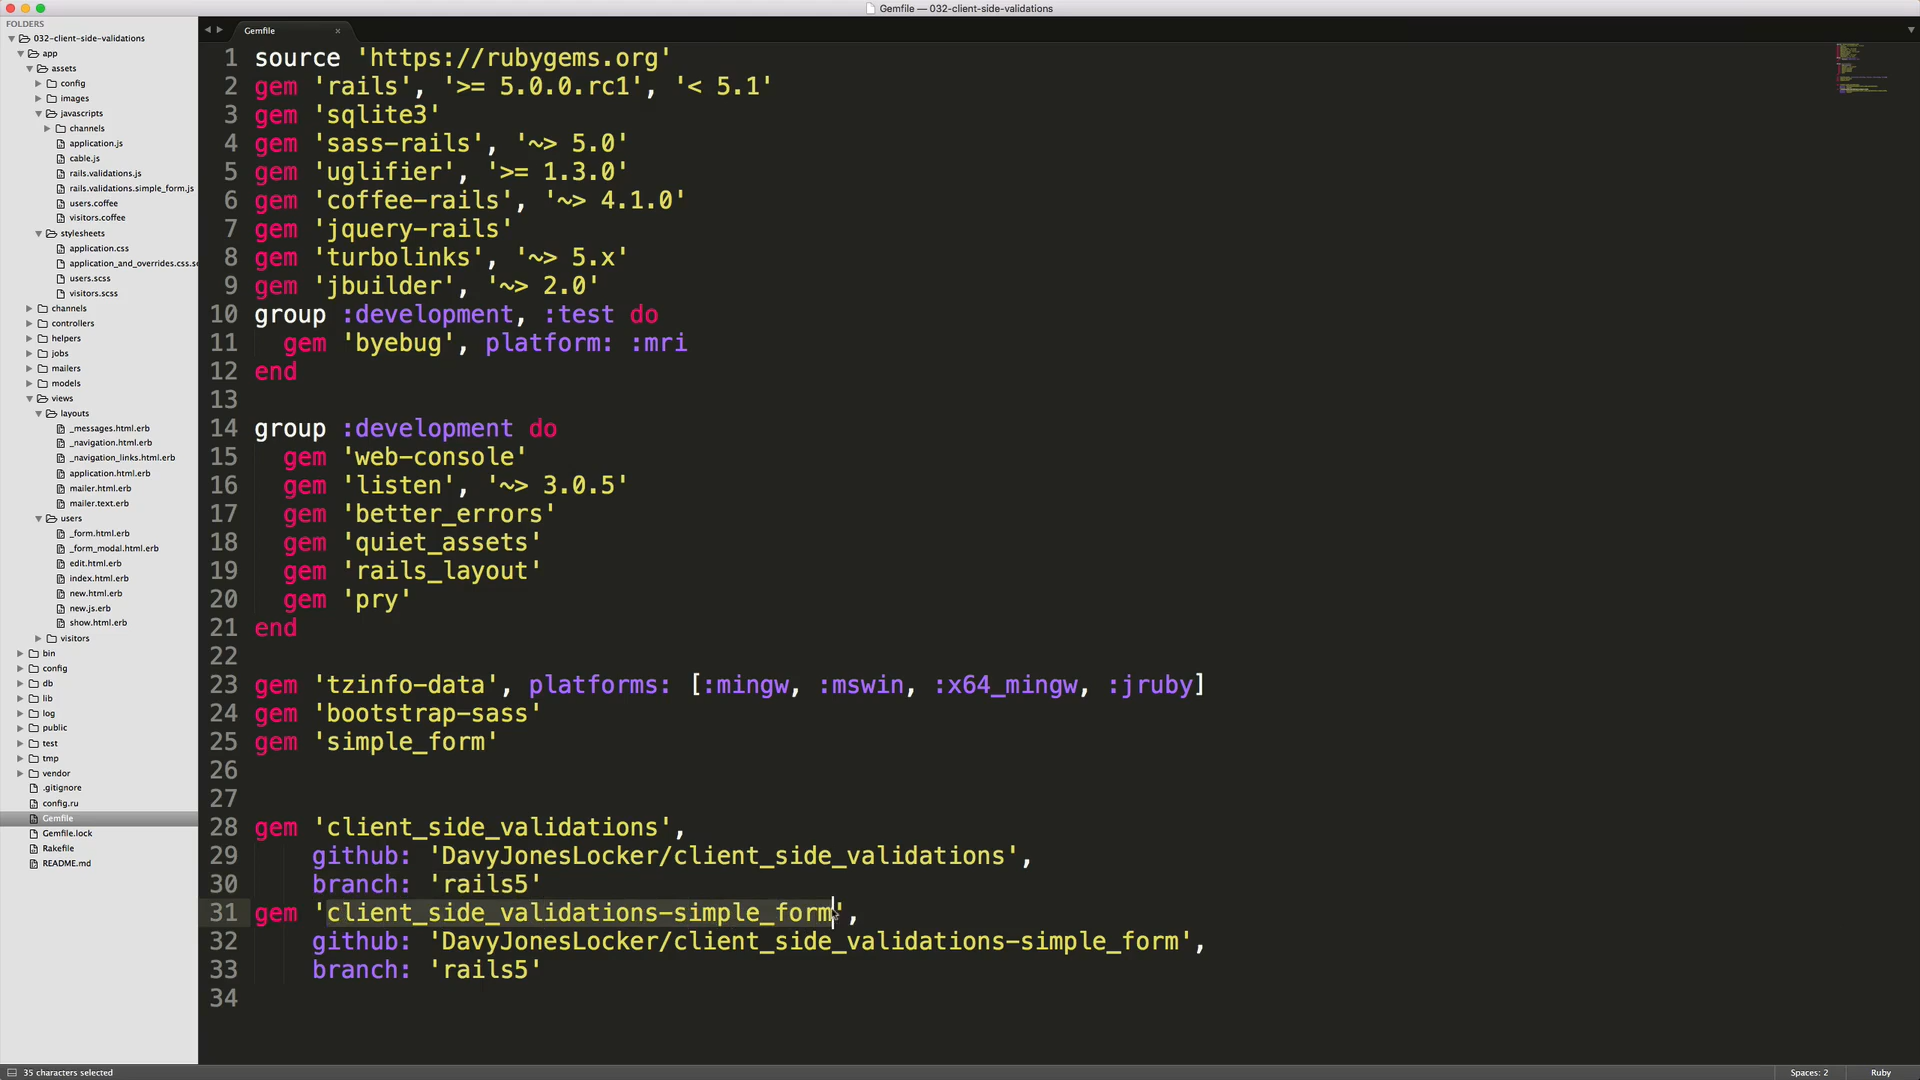 Gemfile — 032-client-side-validations
FOLDERS
032-client-side-validations
app
assets
config
images
javascripts
channels
application.js
cable.js
rails.validations.js
rails.validations.simple_form.js
users.coffee
visitors.coffee
stylesheets
application.css
application_and_overrides.css.s
users.scss
visitors.scss
channels
controllers
helpers
jobs
mailers
models
views
layouts
_messages.html.erb
_navigation.html.erb
_navigation_links.html.erb
application.html.erb
mailer.html.erb
mailer.text.erb
users
_form.html.erb
_form_modal.html.erb
edit.html.erb
index.html.erb
new.html.erb
new.js.erb
show.html.erb
visitors
bin
config
db
lib
log
public
test
tmp
vendor
.gitignore
config.ru
Gemfile
Gemfile.lock
Rakefile
README.md
Gemfile
1 source 'https://rubygems.org'
2 gem 'rails', '>= 5.0.0.rc1', '< 5.1'
3 gem 'sqlite3'
4 gem 'sass-rails', '~> 5.0'
5 gem 'uglifier', '>= 1.3.0'
6 gem 'coffee-rails', '~> 4.1.0'
7 gem 'jquery-rails'
8 gem 'turbolinks', '~> 5.x'
9 gem 'jbuilder', '~> 2.0'
10 group :development, :test do
11   gem 'byebug', platform: :mri
12 end
13
14 group :development do
15   gem 'web-console'
16   gem 'listen', '~> 3.0.5'
17   gem 'better_errors'
18   gem 'quiet_assets'
19   gem 'rails_layout'
20   gem 'pry'
21 end
22
23 gem 'tzinfo-data', platforms: [:mingw, :mswin, :x64_mingw, :jruby]
24 gem 'bootstrap-sass'
25 gem 'simple_form'
26
27
28 gem 'client_side_validations',
29     github: 'DavyJonesLocker/client_side_validations',
30     branch: 'rails5'
31 gem 'client_side_validations-simple_form',
32     github: 'DavyJonesLocker/client_side_validations-simple_form',
33     branch: 'rails5'
34
35 characters selected
Spaces: 2
Ruby